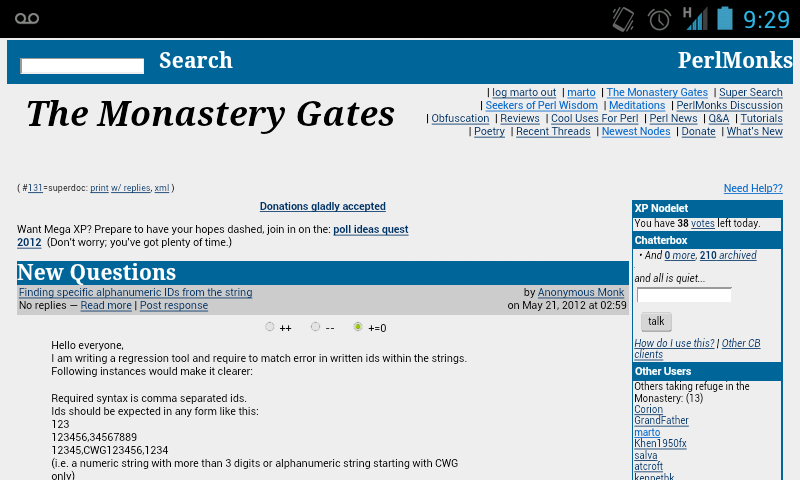 H 9:29
Search PerlMonks
The Monastery Gates
| log marto out | marto | The Monastery Gates | Super Search
| Seekers of Perl Wisdom | Meditations | PerlMonks Discussion
| Obfuscation | Reviews | Cool Uses For Perl | Perl News | Q&A | Tutorials
| Poetry | Recent Threads | Newest Nodes | Donate | What's New
( #131=superdoc: print w/ replies, xml )
Need Help??
Donations gladly accepted
Want Mega XP? Prepare to have your hopes dashed, join in on the: poll ideas quest
2012 (Don't worry; you've got plenty of time.)
New Questions
Finding specific alphanumeric IDs from the string by Anonymous Monk
No replies — Read more | Post response on May 21, 2012 at 02:59
++ -- +=0
Hello everyone,
I am writing a regression tool and require to match error in written ids within the strings.
Following instances would make it clearer:
Required syntax is comma separated ids.
Ids should be expected in any form like this:
123
123456,34567889
12345,CWG123456,1234
(i.e. a numeric string with more than 3 digits or alphanumeric string starting with CWG
only)
XP Nodelet
You have 38 votes left today.
Chatterbox
• And 0 more, 210 archived
and all is quiet...
talk
How do I use this? | Other CB
clients
Other Users
Others taking refuge in the
Monastery: (13)
Corion
GrandFather
marto
Khen1950fx
salva
atcroft
kennethk